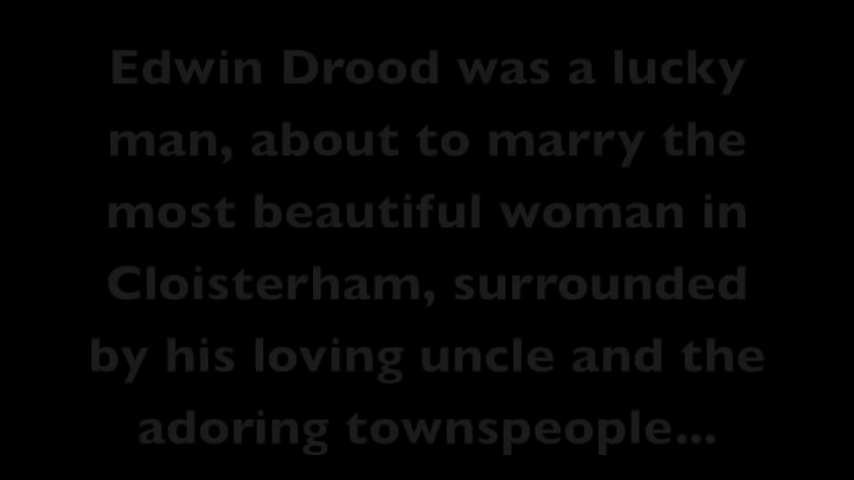 Edwin Drood was a lucky
man, about to marry the
most beautiful woman in
Cloisterham, surrounded
by his loving uncle and the
adoring townspeople...